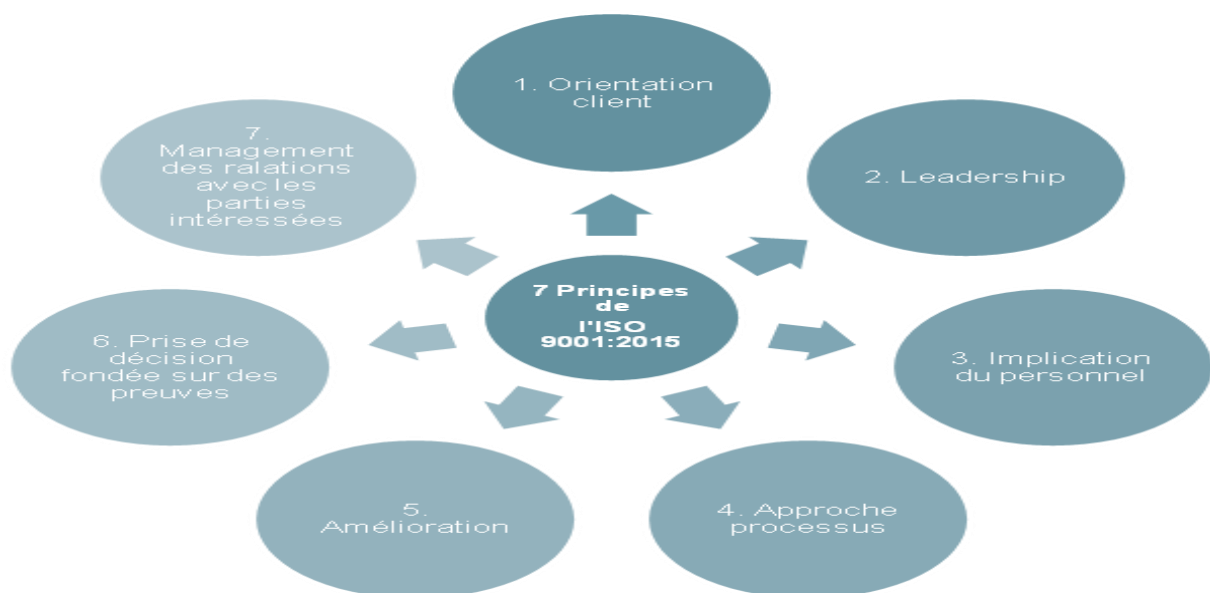 1. Orientation
client
2. Leadership
3. Implication
du personnel
4. Approche
processus
5.
Amélioration
6. Prise de
décision
fondée sur des
preuves
7.
Management
des ralations
avec les
parties
intéressées
7 Principes
de
l'ISO
9001:2015